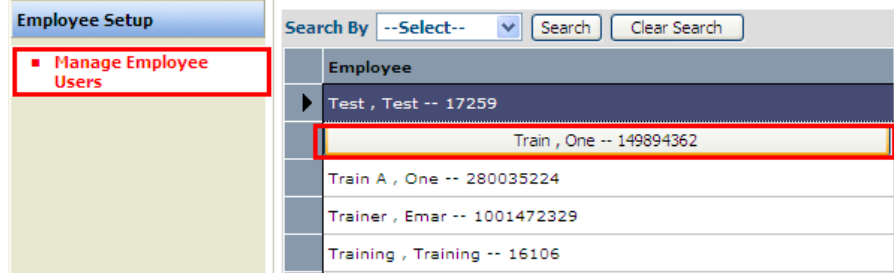 Employee Setup
Manage Employee
Users
Search By --Select-- Search Clear Search
Employee
Test , Test -- 17259
Train , One -- 149894362
Train A , One -- 280035224
Trainer , Emar -- 1001472329
Training , Training -- 16106